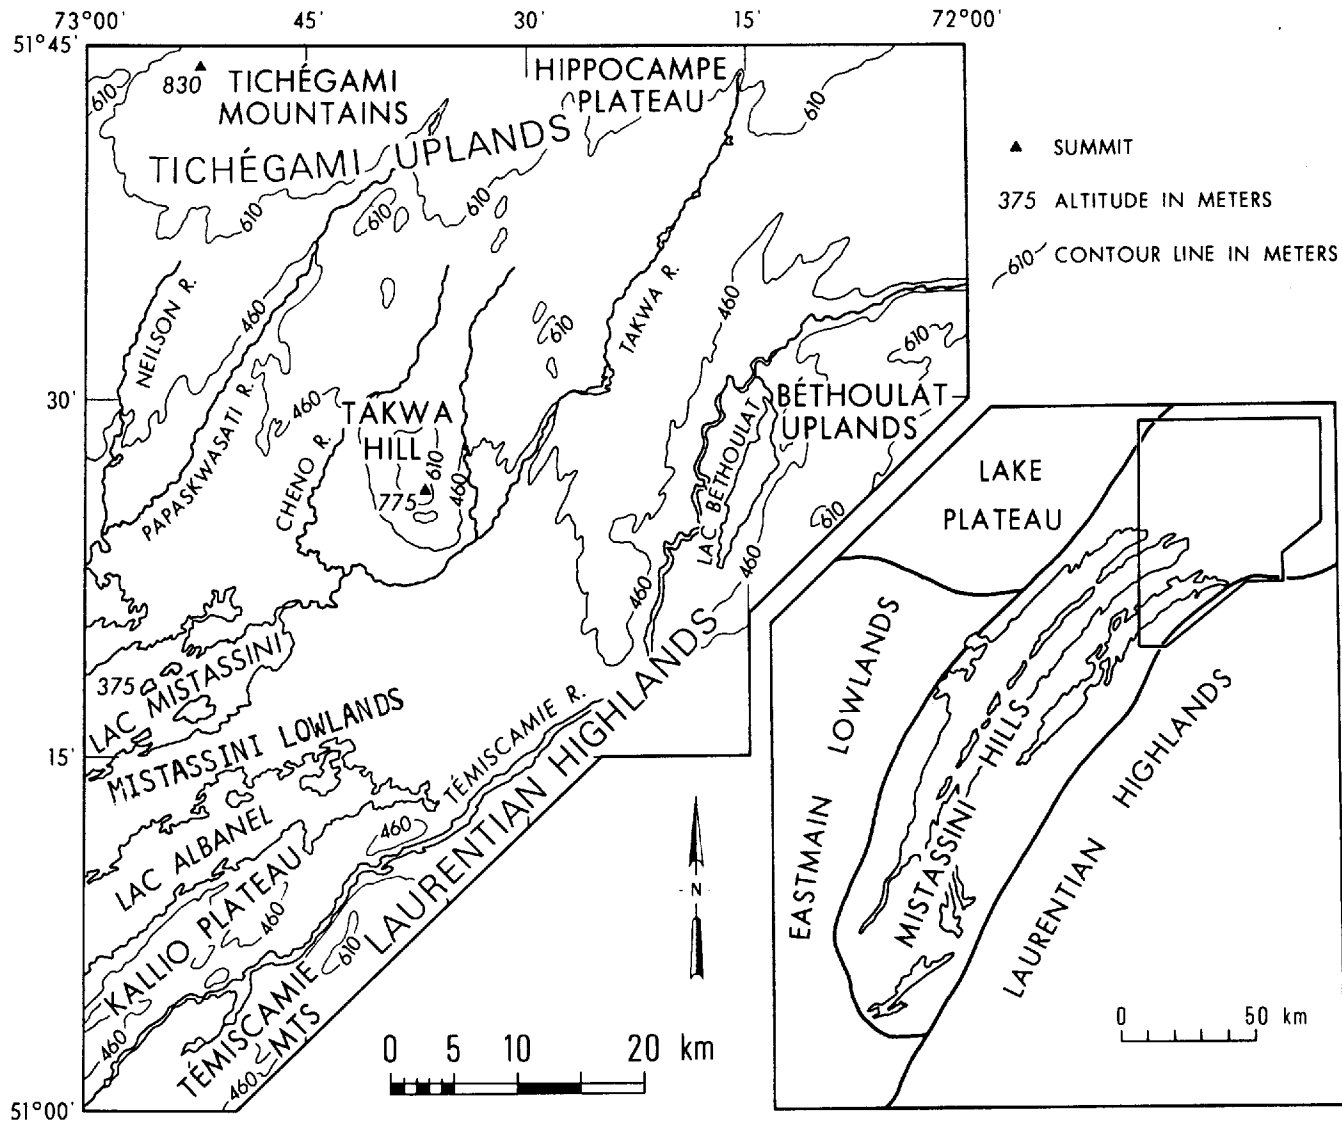 73°00' 45' 30' 15' 72°00'
51°45'
830
TICHÉGAMI
MOUNTAINS
HIPPOCAMPE
PLATEAU
610
610
TICHÉGAMI UPLANDS
610
610
610
▲ SUMMIT
375 ALTITUDE IN METERS
610 CONTOUR LINE IN METERS
NEILSON R.
460
PAPASKWASATI R.
460
CHENO R.
TAKWA
HILL
610
775
460
610
TAKWA R.
460
610
BÉTHOULAT
UPLANDS
LAC BÉTHOULAT
610
460
460
30'
LAC MISTASSINI
375
MISTASSINI LOWLANDS
15'
LAC ALBANEL
TÉMISCAMIE R.
460
LAURENTIAN HIGHLANDS
KALLIO PLATEAU
460
610
460
TÉMISCAMIE
MTS
460
51°00'
N
0 5 10 20 km
LAKE
PLATEAU
EASTMAIN LOWLANDS
MISTASSINI HILLS
LAURENTIAN HIGHLANDS
0 50 km